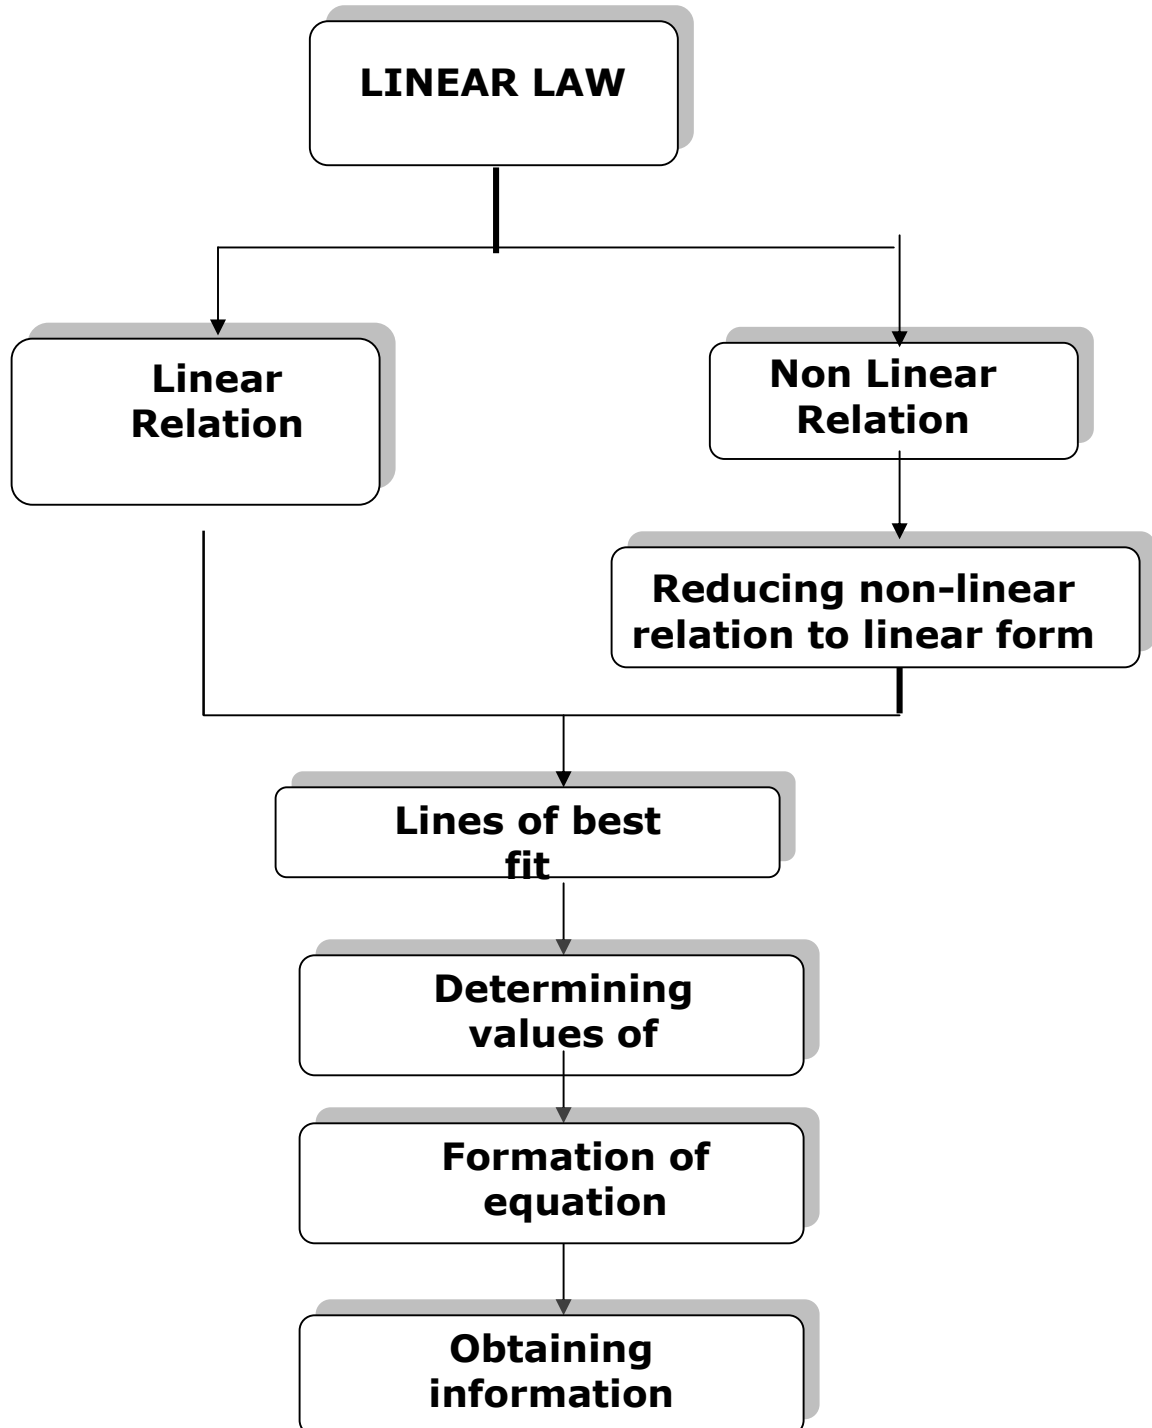 LINEAR LAW
Linear
Relation
Non Linear
Relation
Reducing non-linear
relation to linear form
Lines of best
fit
Determining
values of
Formation of
equation
Obtaining
information